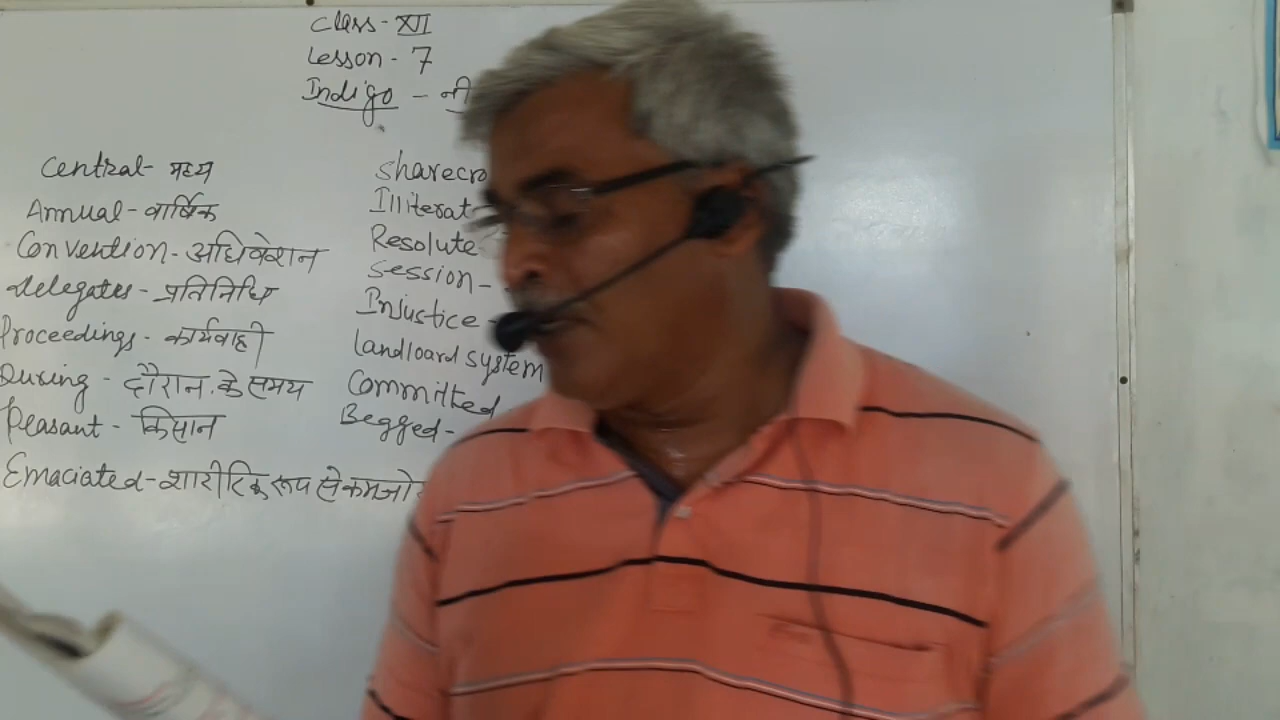 Class - XII
Lesson - 7
Indigo - नी
Central - मध्य
Annual - वार्षिक
Convention - अधिवेशन
Delegates - प्रतिनिधि
Proceedings - कार्यवाही
During - दौरान. के समय
Peasant - किसान
Emaciated - शारीरिक रूप से कमजोर
sharecro
Illiterat
Resolute
session -
Injustice -
landloard system
Committed
Begged -